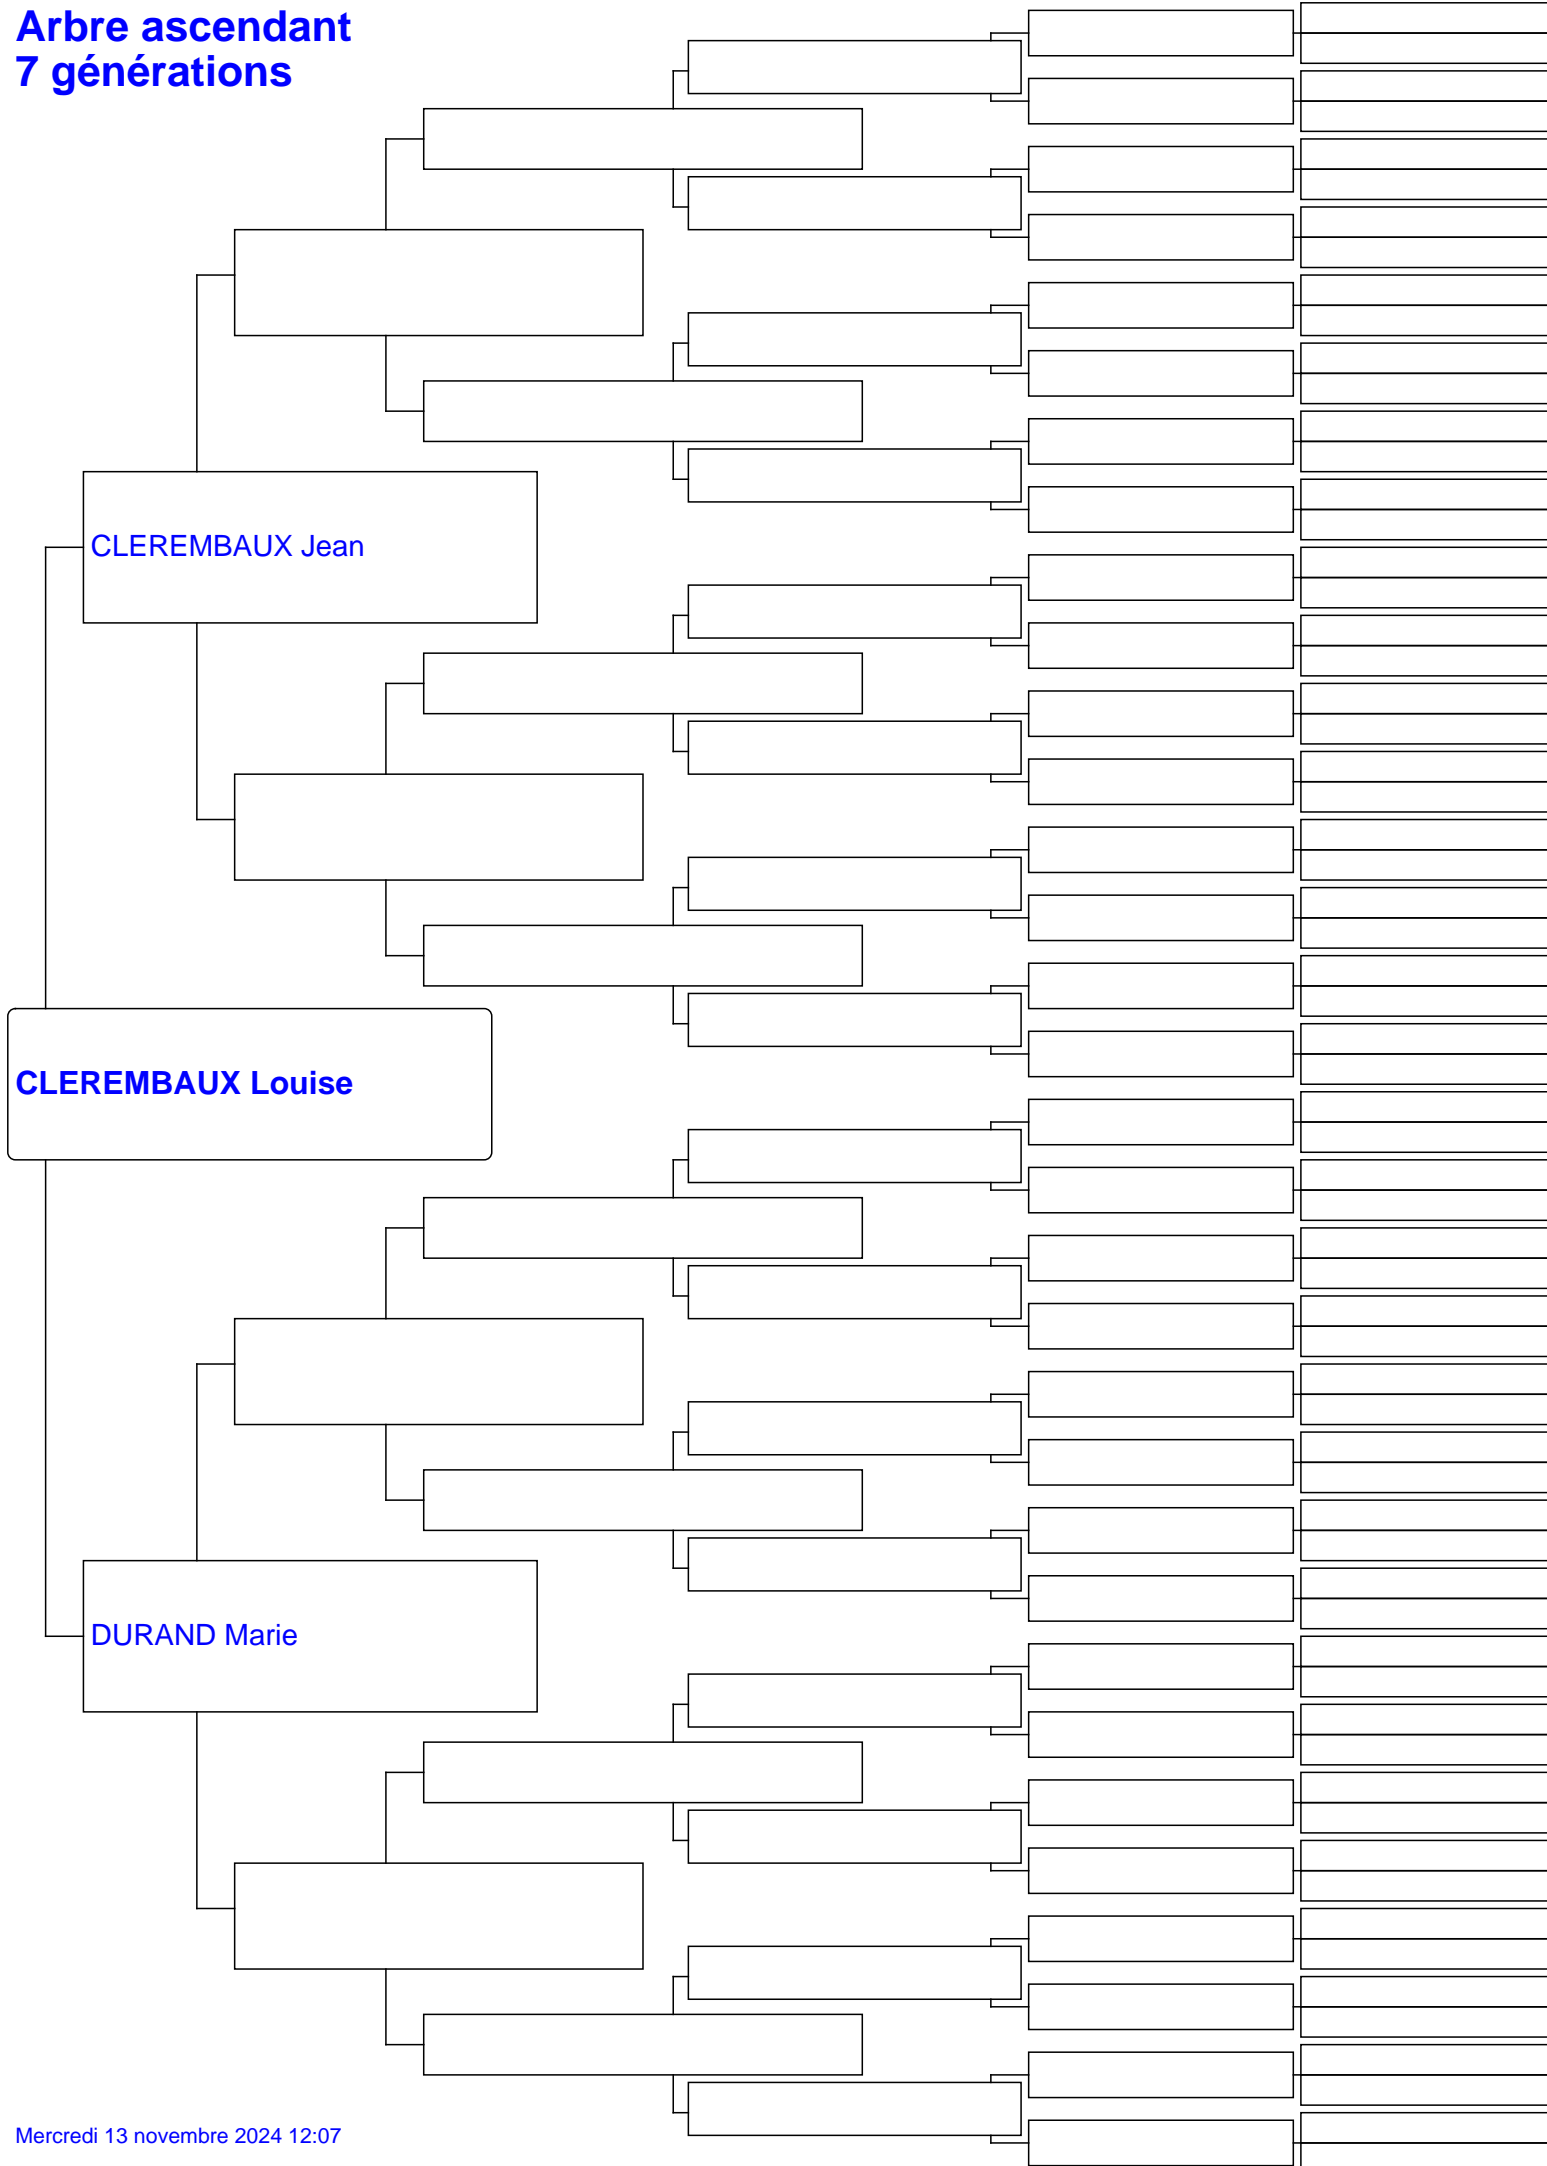 Arbre ascendant
7 générations
CLEREMBAUX Jean
CLEREMBAUX Louise
DURAND Marie
Mercredi 13 novembre 2024 12:07